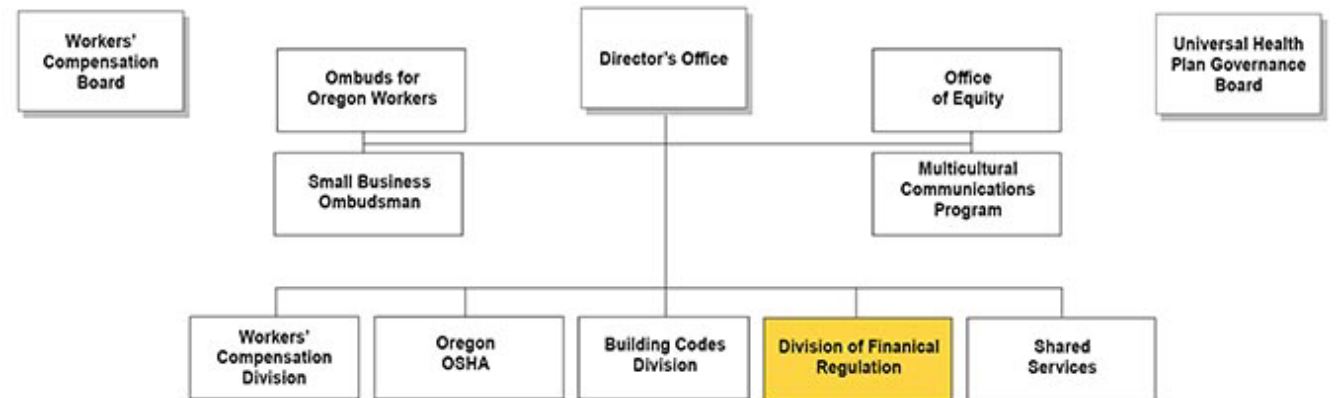 Workers'
Compensation
Board
Ombuds for
Oregon Workers
Director's Office
Office
of Equity
Universal Health
Plan Governance
Board
Small Business
Ombudsman
Multicultural
Communications
Program
Workers'
Compensation
Division
Oregon
OSHA
Building Codes
Division
Division of Finanical
Regulation
Shared
Services